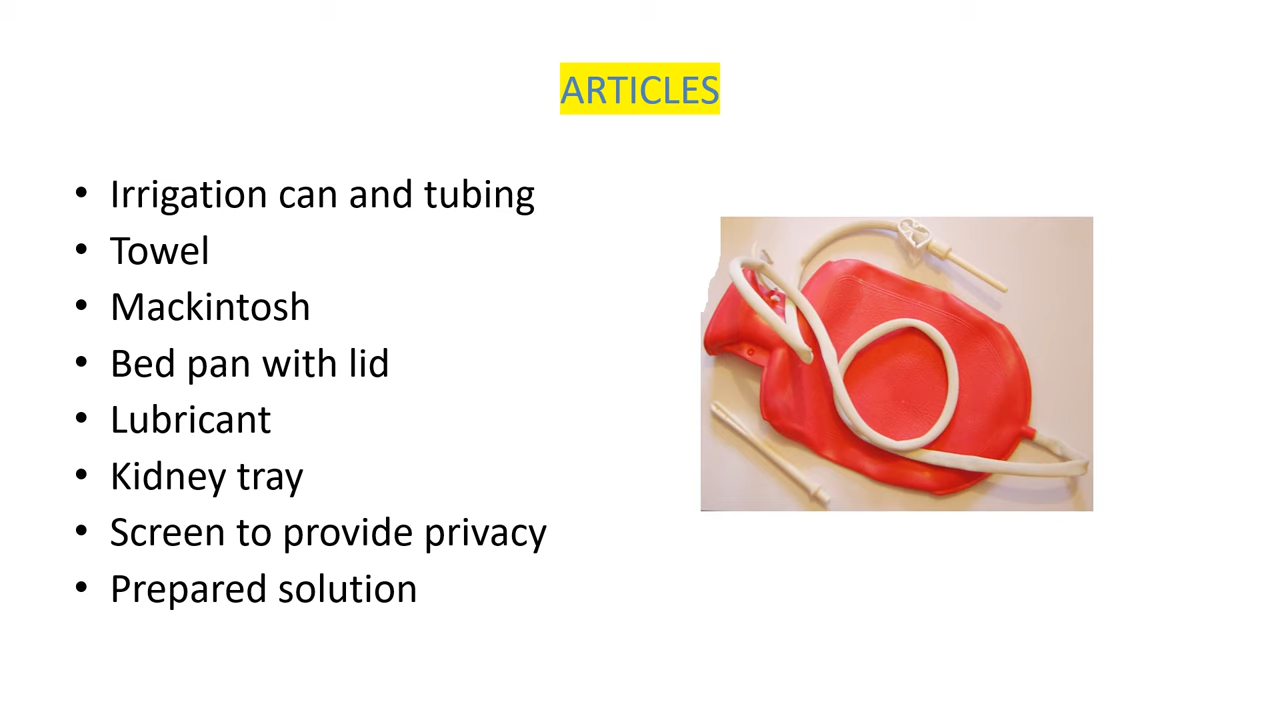 ARTICLES
• Irrigation can and tubing
• Towel
• Mackintosh
• Bed pan with lid
• Lubricant
• Kidney tray
• Screen to provide privacy
• Prepared solution